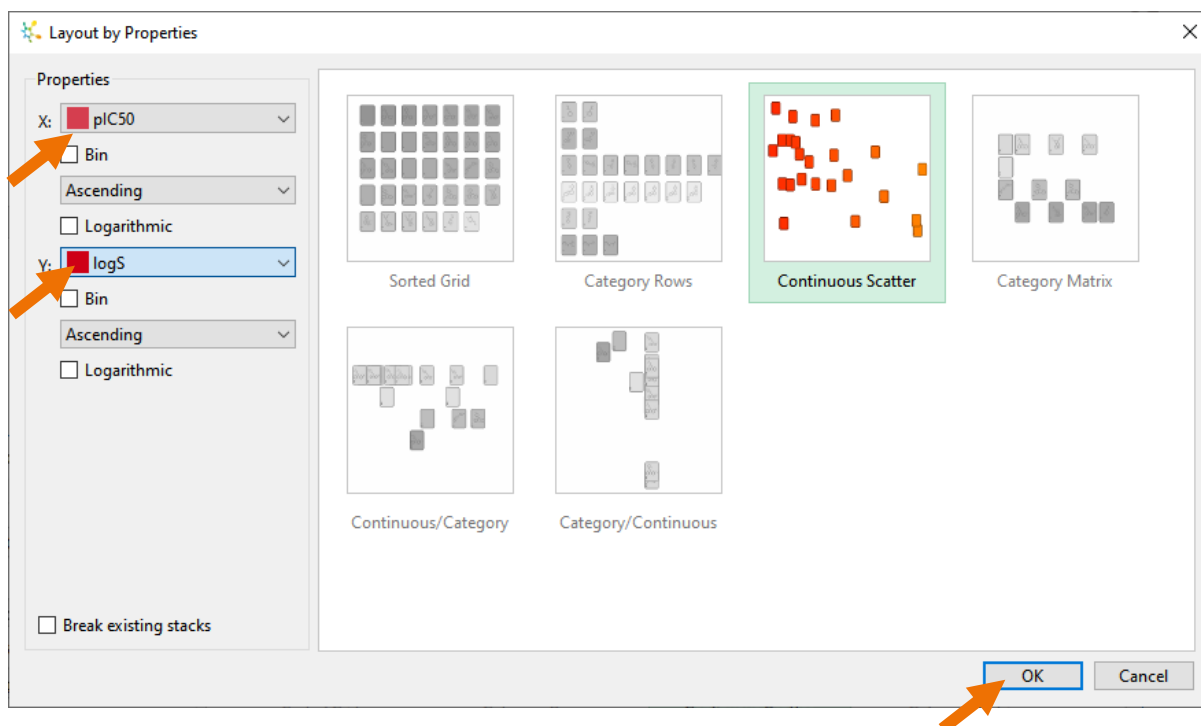 Layout by Properties
Properties
X: pIC50
Bin
Ascending
Logarithmic
Y: logS
Bin
Ascending
Logarithmic
Break existing stacks
Sorted Grid
Category Rows
Continuous Scatter
Category Matrix
Continuous/Category
Category/Continuous
OK
Cancel